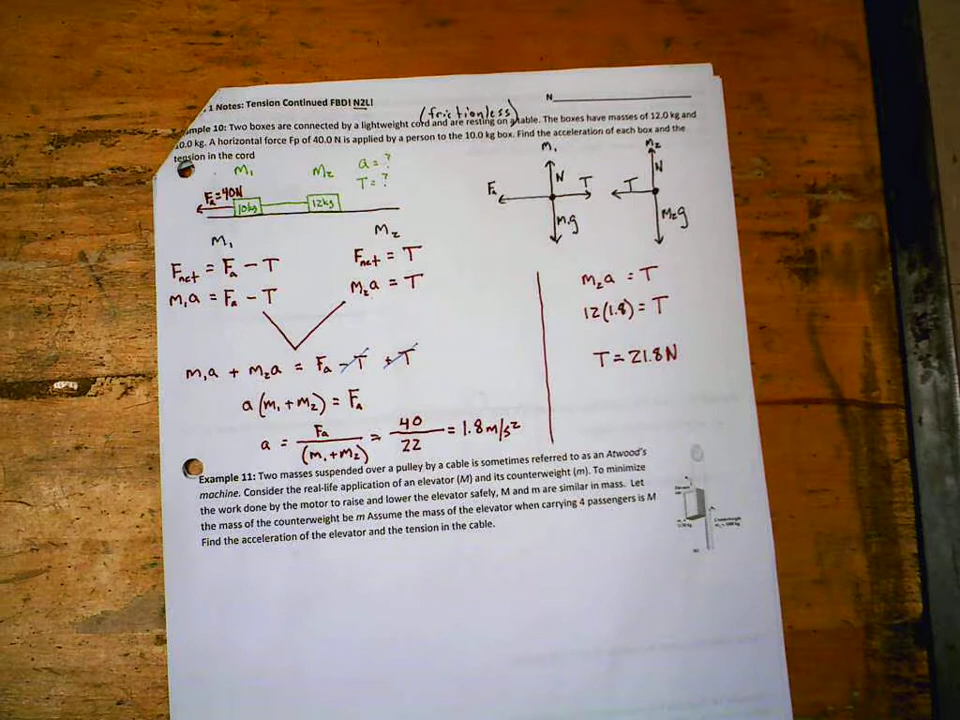 . 1 Notes: Tension Continued FBD! N2L!
N
(frictionless)
mple 10: Two boxes are connected by a lightweight cord and are resting on a table. The boxes have masses of 12.0 kg and
10.0 kg. A horizontal force Fp of 40.0 N is applied by a person to the 10.0 kg box. Find the acceleration of each box and the
tension in the cord
M₁ M₂ a = ?
T = ?
Fₐ = 40N
10kg 12kg
M₁ M₂
Fₐ N T T N
m₁g M₂g
M₁ M₂
Fnet = Fₐ - T Fnet = T
m₁a = Fₐ - T M₂a = T
m₁a + m₂a = Fₐ - T + T
a(m₁+m₂) = Fₐ
a = Fₐ/(m₁+m₂) = 40/22 = 1.8 m/s²
m₂a = T
12(1.8) = T
T = 21.8N
Example 11: Two masses suspended over a pulley by a cable is sometimes referred to as an Atwood's
machine. Consider the real-life application of an elevator (M) and its counterweight (m). To minimize
the work done by the motor to raise and lower the elevator safely, M and m are similar in mass. Let
the mass of the counterweight be m Assume the mass of the elevator when carrying 4 passengers is M
Find the acceleration of the elevator and the tension in the cable.